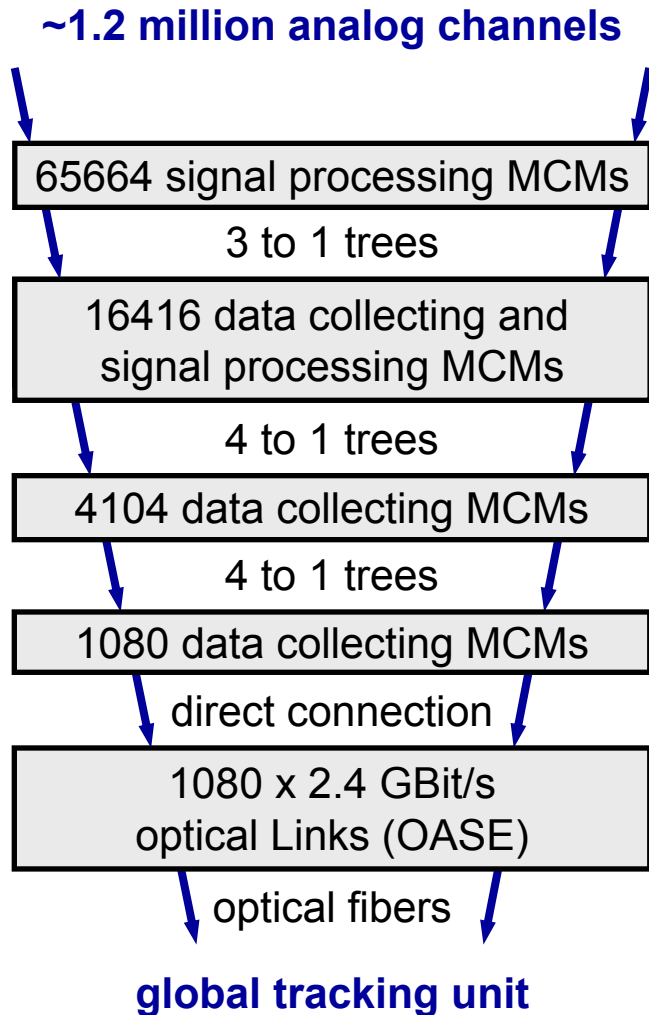 ~1.2 million analog channels
65664 signal processing MCMs
3 to 1 trees
16416 data collecting and
signal processing MCMs
4 to 1 trees
4104 data collecting MCMs
4 to 1 trees
1080 data collecting MCMs
direct connection
1080 x 2.4 GBit/s
optical Links (OASE)
optical fibers
global tracking unit